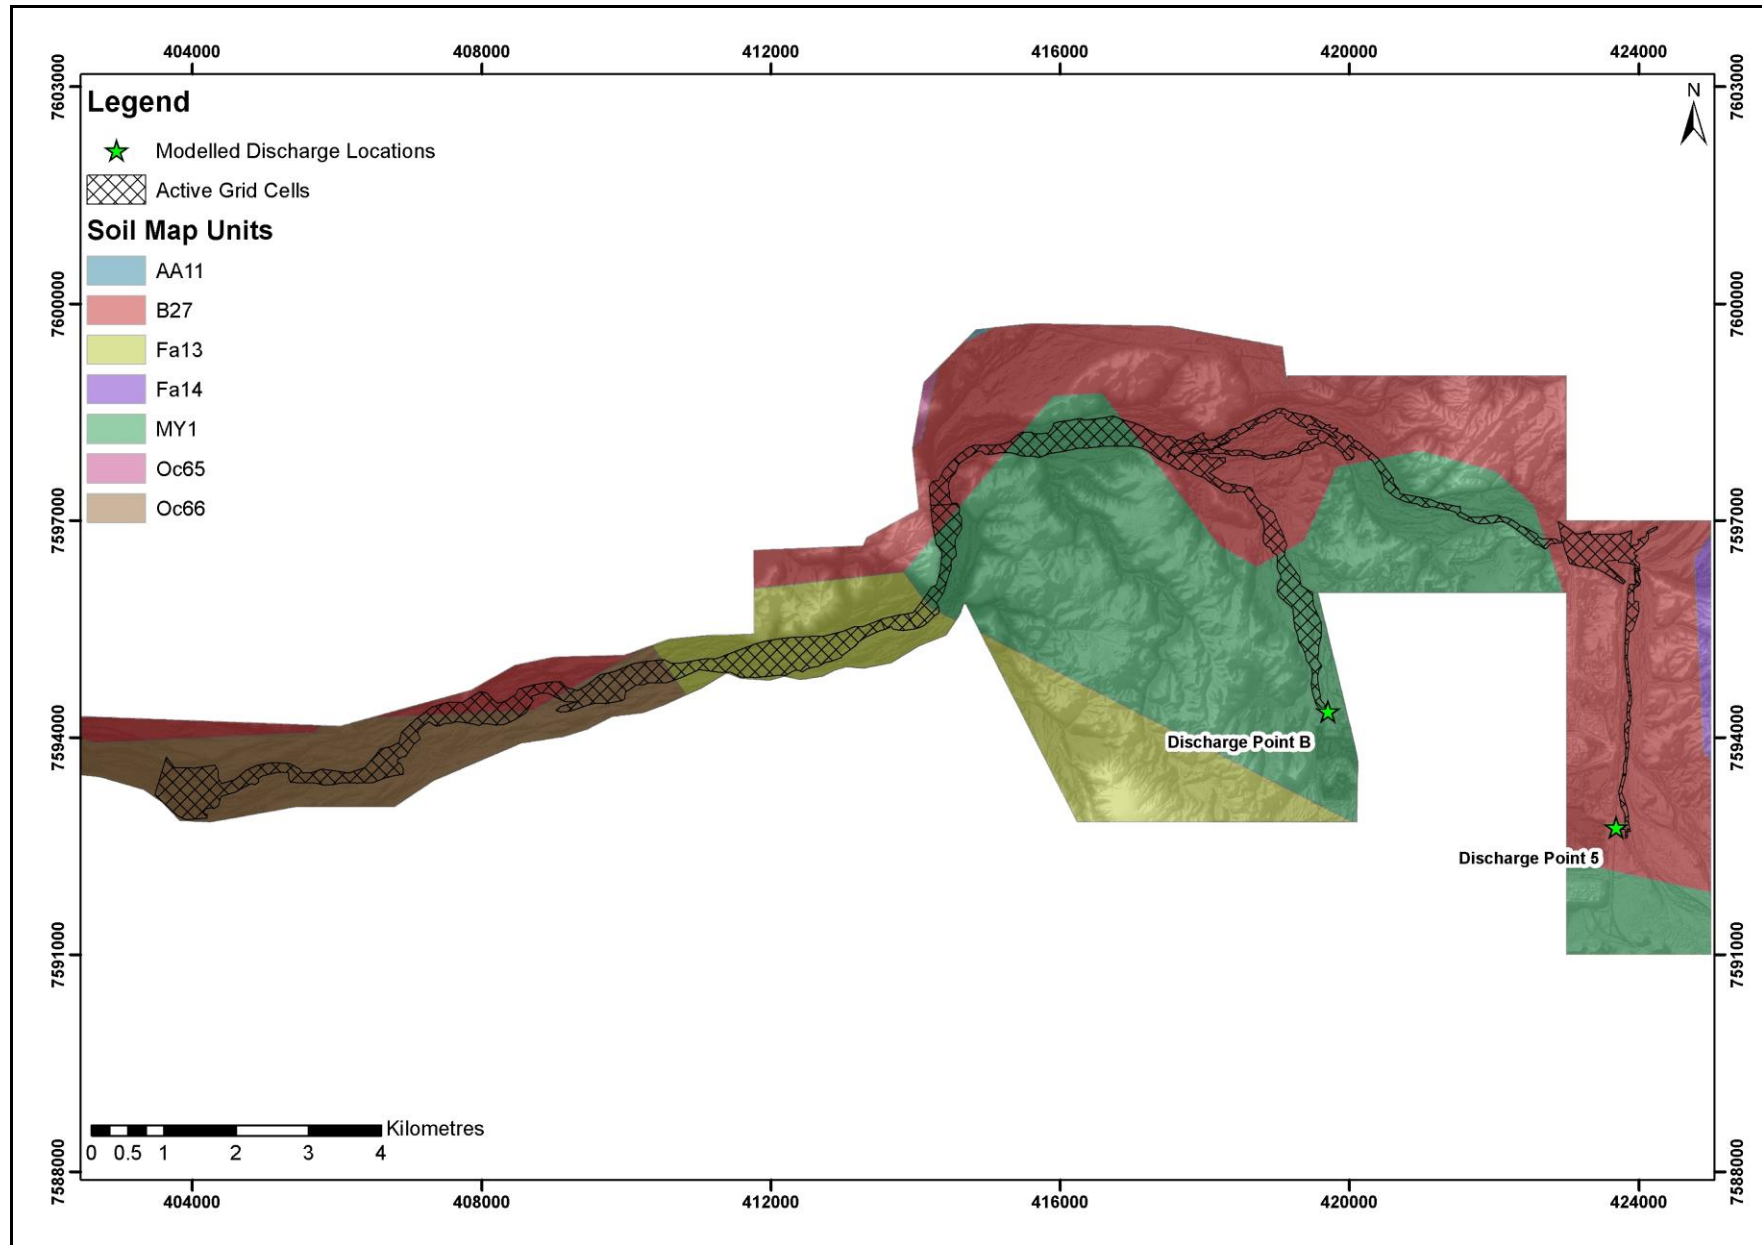 404000 408000 412000 416000 420000 424000
7603000 7603000
N
Legend
Modelled Discharge Locations
Active Grid Cells
Soil Map Units
AA11
B27
Fa13
Fa14
MY1
Oc65
Oc66
7600000 7600000
7597000 7597000
7594000 7594000
Discharge Point B
Discharge Point 5
7591000 7591000
Kilometres
0 0.5 1 2 3 4
7588000 7588000
404000 408000 412000 416000 420000 424000